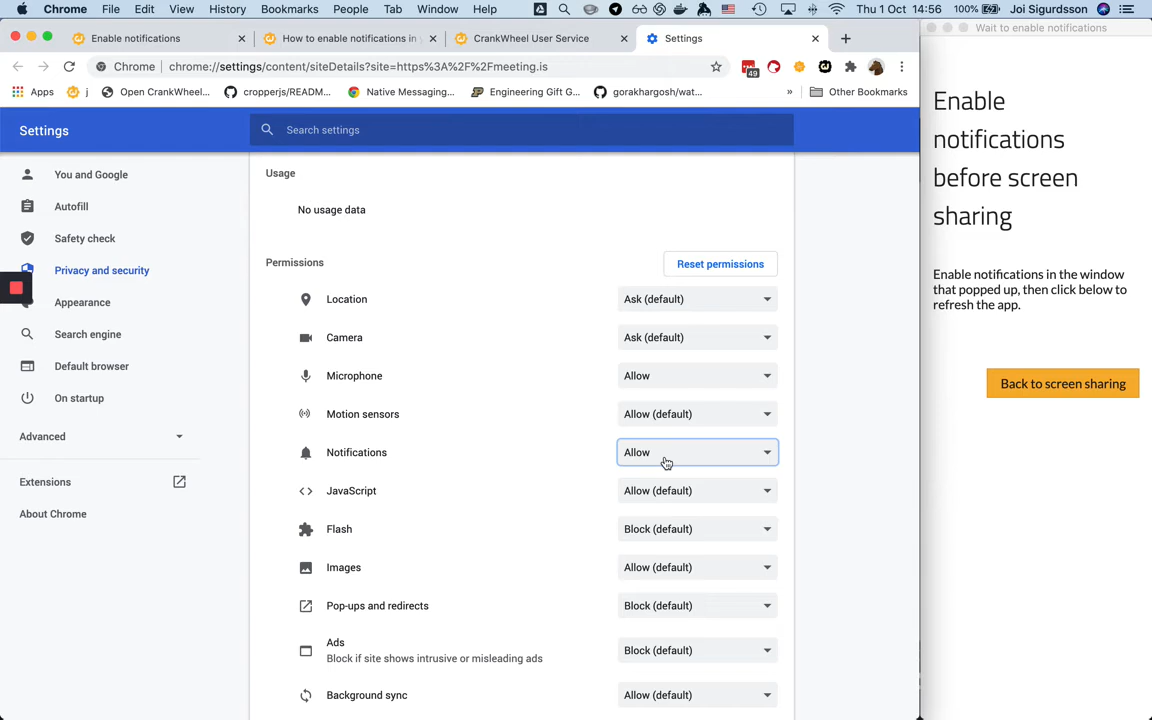 Chrome File Edit View History Bookmarks People Tab Window Help Thu 1 Oct 14:56 100% Joi Sigurdsson
Enable notifications How to enable notifications in y CrankWheel User Service Settings
Wait to enable notifications
Chrome chrome://settings/content/siteDetails?site=https%3A%2F%2Fmeeting.is 49
Apps j Open CrankWheel... cropperjs/READM... Native Messaging... Engineering Gift G... gorakhargosh/wat... » Other Bookmarks
Settings
Search settings
You and Google
Autofill
Safety check
Privacy and security
Appearance
Search engine
Default browser
On startup
Advanced
Extensions
About Chrome
Usage
No usage data
Permissions Reset permissions
Location Ask (default)
Camera Ask (default)
Microphone Allow
Motion sensors Allow (default)
Notifications Allow
JavaScript Allow (default)
Flash Block (default)
Images Allow (default)
Pop-ups and redirects Block (default)
Ads
Block if site shows intrusive or misleading ads Block (default)
Background sync Allow (default)
Enable
notifications
before screen
sharing
Enable notifications in the window
that popped up, then click below to
refresh the app.
Back to screen sharing